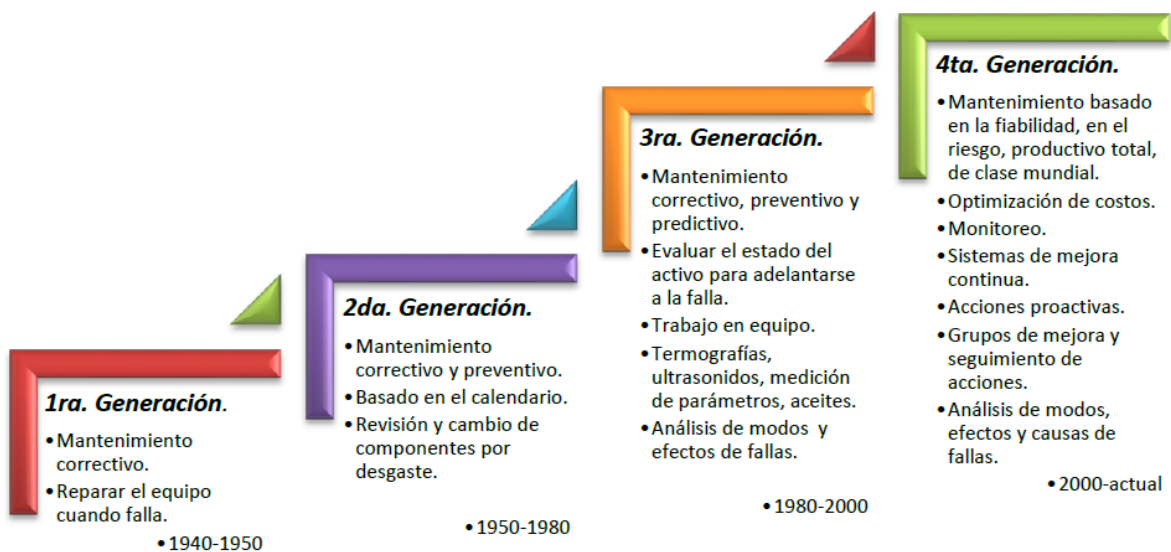 1ra. Generación.
•Mantenimiento
correctivo.
•Reparar el equipo
cuando falla.
•1940-1950
2da. Generación.
•Mantenimiento
correctivo y preventivo.
•Basado en el calendario.
•Revisión y cambio de
componentes por
desgaste.
•1950-1980
3ra. Generación.
•Mantenimiento
correctivo, preventivo y
predictivo.
•Evaluar el estado del
activo para adelantarse
a la falla.
•Trabajo en equipo.
•Termografías,
ultrasonidos, medición
de parámetros, aceites.
•Análisis de modos y
efectos de fallas.
•1980-2000
4ta. Generación.
•Mantenimiento basado
en la fiabilidad, en el
riesgo, productivo total,
de clase mundial.
•Optimización de costos.
•Monitoreo.
•Sistemas de mejora
continua.
•Acciones proactivas.
•Grupos de mejora y
seguimiento de
acciones.
•Análisis de modos,
efectos y causas de
fallas.
•2000-actual